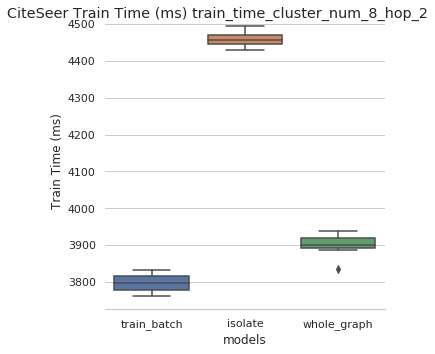 CiteSeer Train Time (ms) train_time_cluster_num_8_hop_2
4500
4400
4300
4200
4100
4000
3900
3800
Train Time (ms)
train_batch isolate whole_graph
models